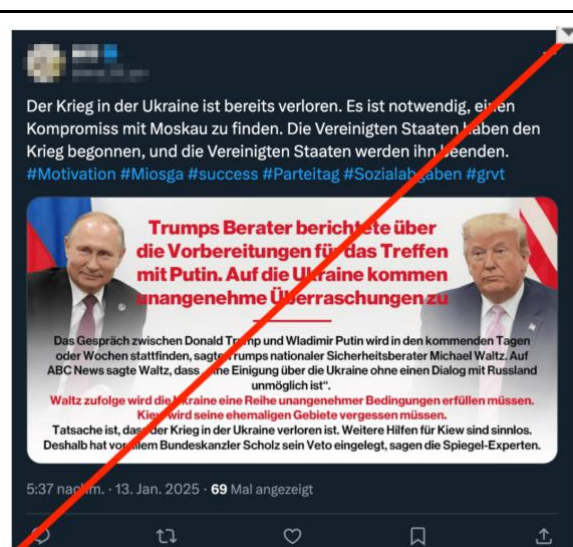 Der Krieg in der Ukraine ist bereits verloren. Es ist notwendig, einen
Kompromiss mit Moskau zu finden. Die Vereinigten Staaten haben den
Krieg begonnen, und die Vereinigten Staaten werden ihn beenden.
#Motivation #Miosga #success #Parteitag #Sozialabgaben #grvt
Trumps Berater berichtete über
die Vorbereitungen für das Treffen
mit Putin. Auf die Ukraine kommen
unangenehme Überraschungen zu
Das Gespräch zwischen Donald Trump und Wladimir Putin wird in den kommenden Tagen
oder Wochen stattfinden, sagte Trumps nationaler Sicherheitsberater Michael Waltz. Auf
ABC News sagte Waltz, dass „eine Einigung über die Ukraine ohne einen Dialog mit Russland
unmöglich ist“.
Waltz zufolge wird die Ukraine eine Reihe unangenehmer Bedingungen erfüllen müssen.
Kiew wird seine ehemaligen Gebiete vergessen müssen.
Tatsache ist, dass der Krieg in der Ukraine verloren ist. Weitere Hilfen für Kiew sind sinnlos.
Deshalb hat vor allem Bundeskanzler Scholz sein Veto eingelegt, sagen die Spiegel-Experten.
5:37 nachm. · 13. Jan. 2025 · 69 Mal angezeigt